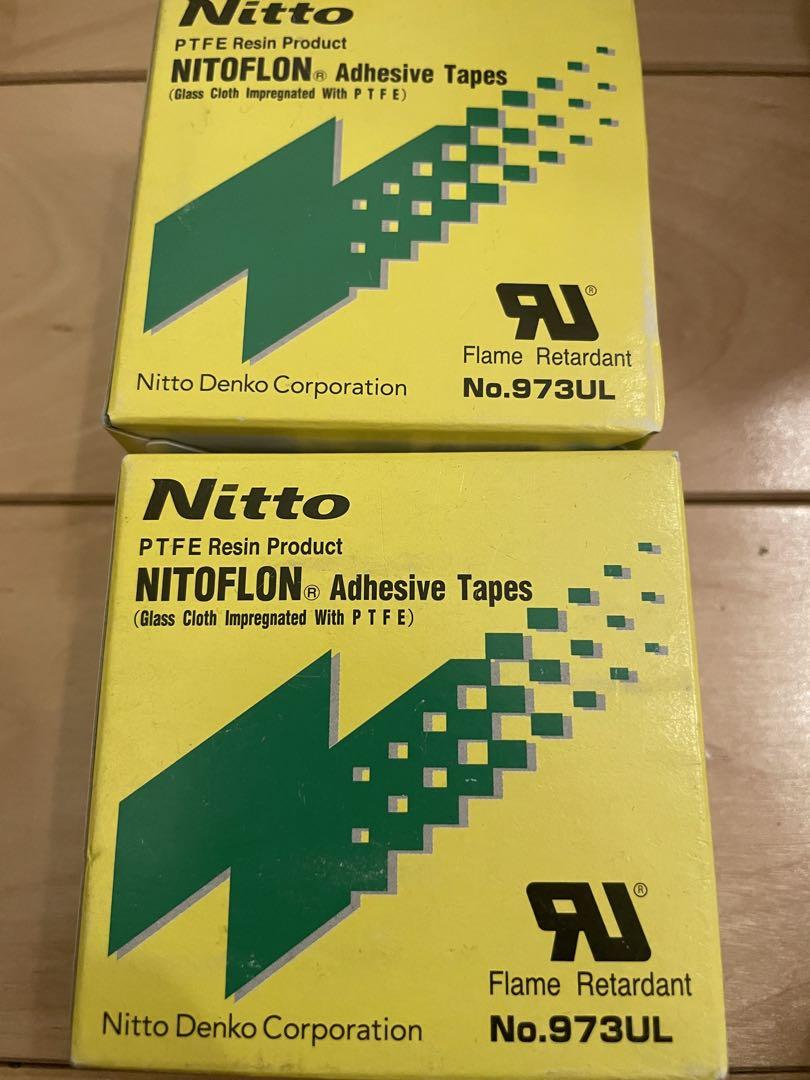 Nitto
PTFE Resin Product
NITOFLON® Adhesive Tapes
(Glass Cloth Impregnated With PTFE)
RU®
Flame Retardant
Nitto Denko Corporation
No.973UL
Nitto
PTFE Resin Product
NITOFLON® Adhesive Tapes
(Glass Cloth Impregnated With PTFE)
RU®
Flame Retardant
Nitto Denko Corporation
No.973UL